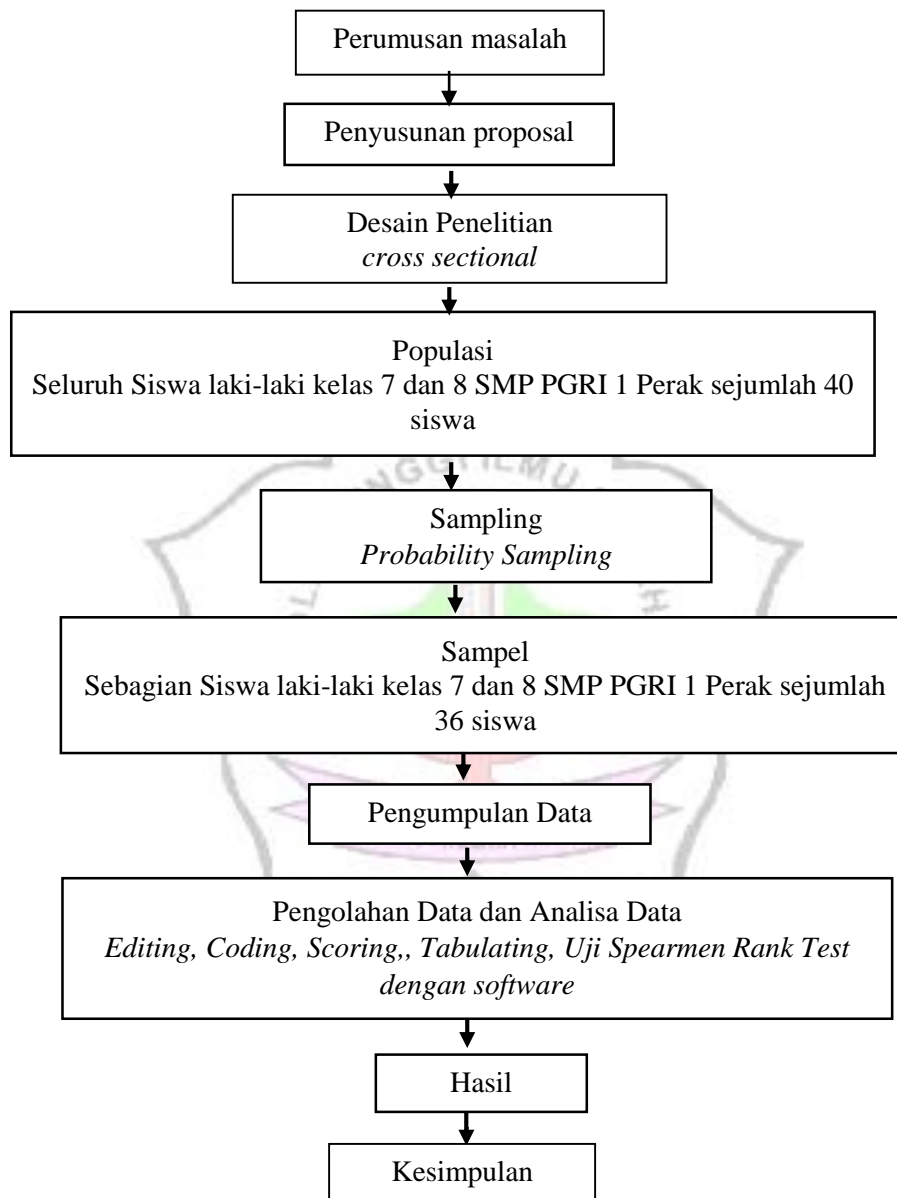 Perumusan masalah
Penyusunan proposal
Desain Penelitian
cross sectional
Populasi
Seluruh Siswa laki-laki kelas 7 dan 8 SMP PGRI 1 Perak sejumlah 40
siswa
Sampling
Probability Sampling
Sampel
Sebagian Siswa laki-laki kelas 7 dan 8 SMP PGRI 1 Perak sejumlah
36 siswa
Pengumpulan Data
Pengolahan Data dan Analisa Data
Editing, Coding, Scoring,, Tabulating, Uji Spearmen Rank Test
dengan software
Hasil
Kesimpulan